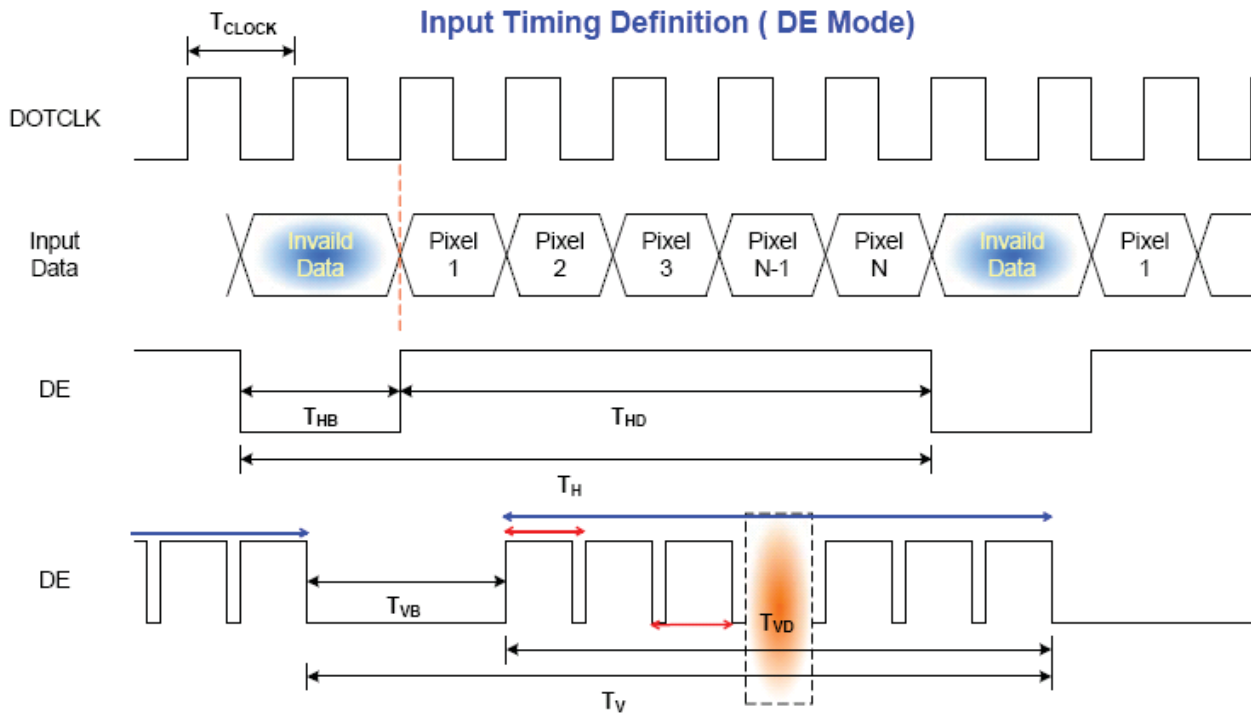 Input Timing Definition ( DE Mode)
TCLOCK
DOTCLK
Input
Data
Invaild
Data
Pixel
1
Pixel
2
Pixel
3
Pixel
N-1
Pixel
N
Invaild
Data
Pixel
1
DE
THB
THD
TH
DE
TVB
TVD
TV